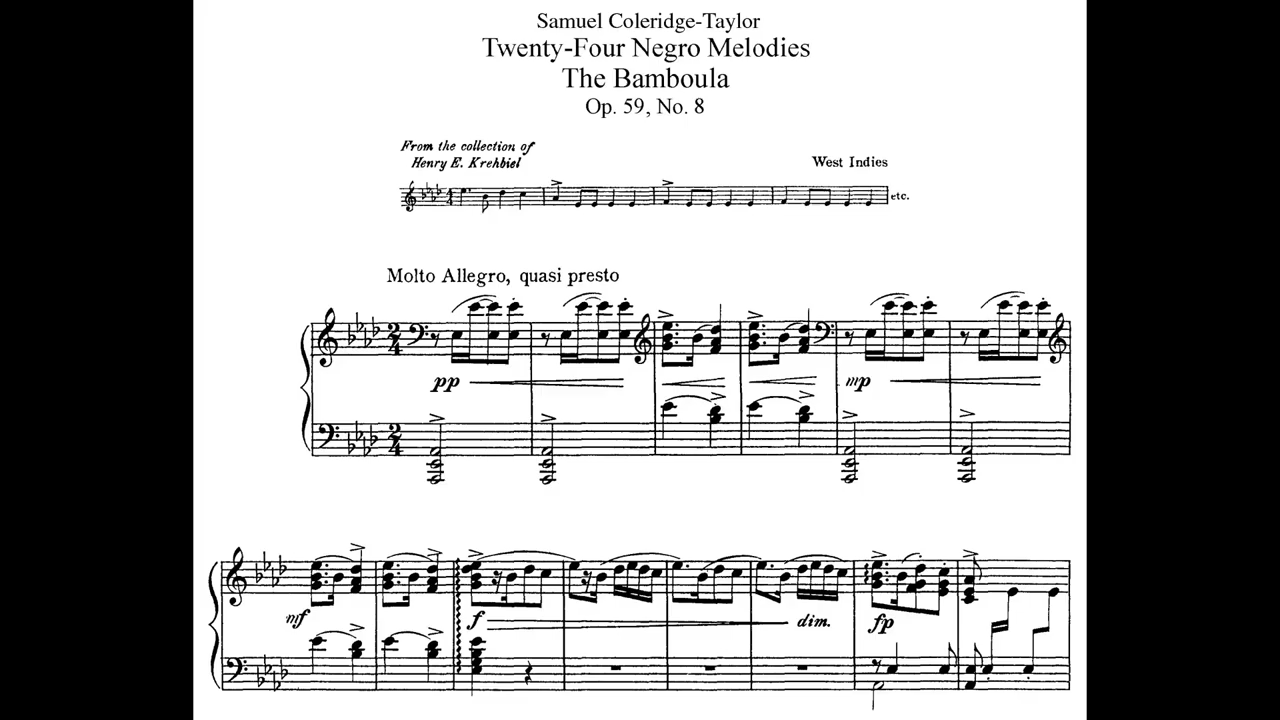 Samuel Coleridge-Taylor
Twenty-Four Negro Melodies
The Bamboula
Op. 59, No. 8
From the collection of
Henry E. Krehbiel
West Indies
etc.
Molto Allegro, quasi presto
pp
mp
mf
f
dim.
fp